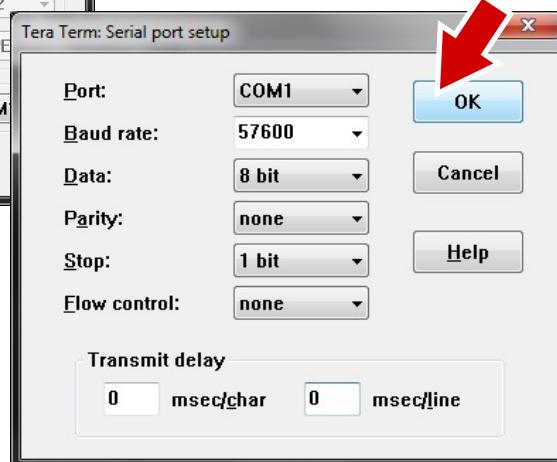 Tera Term: Serial port setup
Port: COM1 OK
Baud rate: 57600
Data: 8 bit Cancel
Parity: none
Stop: 1 bit Help
Flow control: none
Transmit delay
0 msec/char 0 msec/line